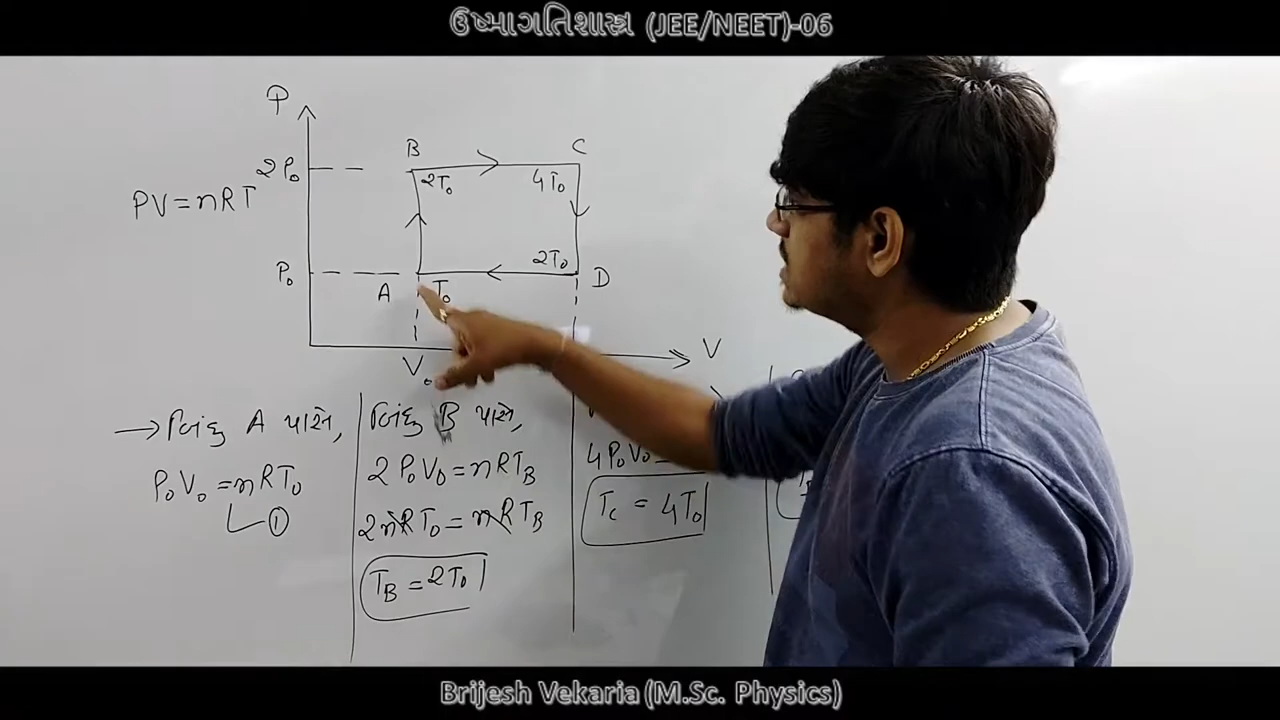 ઉષ્માગતિશાસ્ત્ર (JEE/NEET)-06
P
B
C
2P₀
2T₀
4T₀
PV=nRT
P₀
2T₀
D
A
T₀
V₀
V
→ બિંદુ A પાસે,
P₀V₀=nRT₀
①
બિંદુ B પાસે,
2P₀V₀=nRT_B
2nRT₀=nRT_B
T_B=2T₀
4P₀V₀=
T_C = 4T₀
Brijesh Vekaria (M.Sc. Physics)